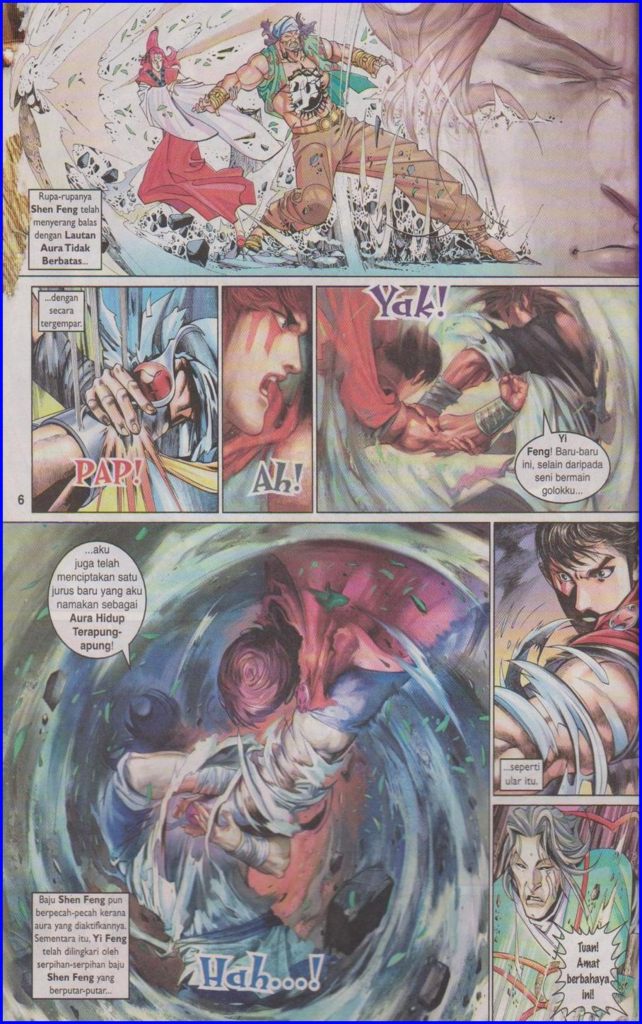 Rupa-rupanya
Shen Feng telah
menyerang balas
dengan Lautan
Aura Tidak
Berbatas...
...dengan
secara
tergempar.
PAP!
Ah!
Yak!
Yi
Feng! Baru-baru
ini, selain daripada
seni bermain
golokku...
6
...aku
juga telah
menciptakan satu
jurus baru yang aku
namakan sebagai
Aura Hidup
Terapung-
apung!
...seperti
ular itu.
Baju Shen Feng pun
berpecah-pecah kerana
aura yang diaktifkannya.
Sementara itu, Yi Feng
telah dilingkari oleh
serpihan-serpihan baju
Shen Feng yang
berputar-putar...
Hah...!
Tuan!
Amat
berbahaya
ini!